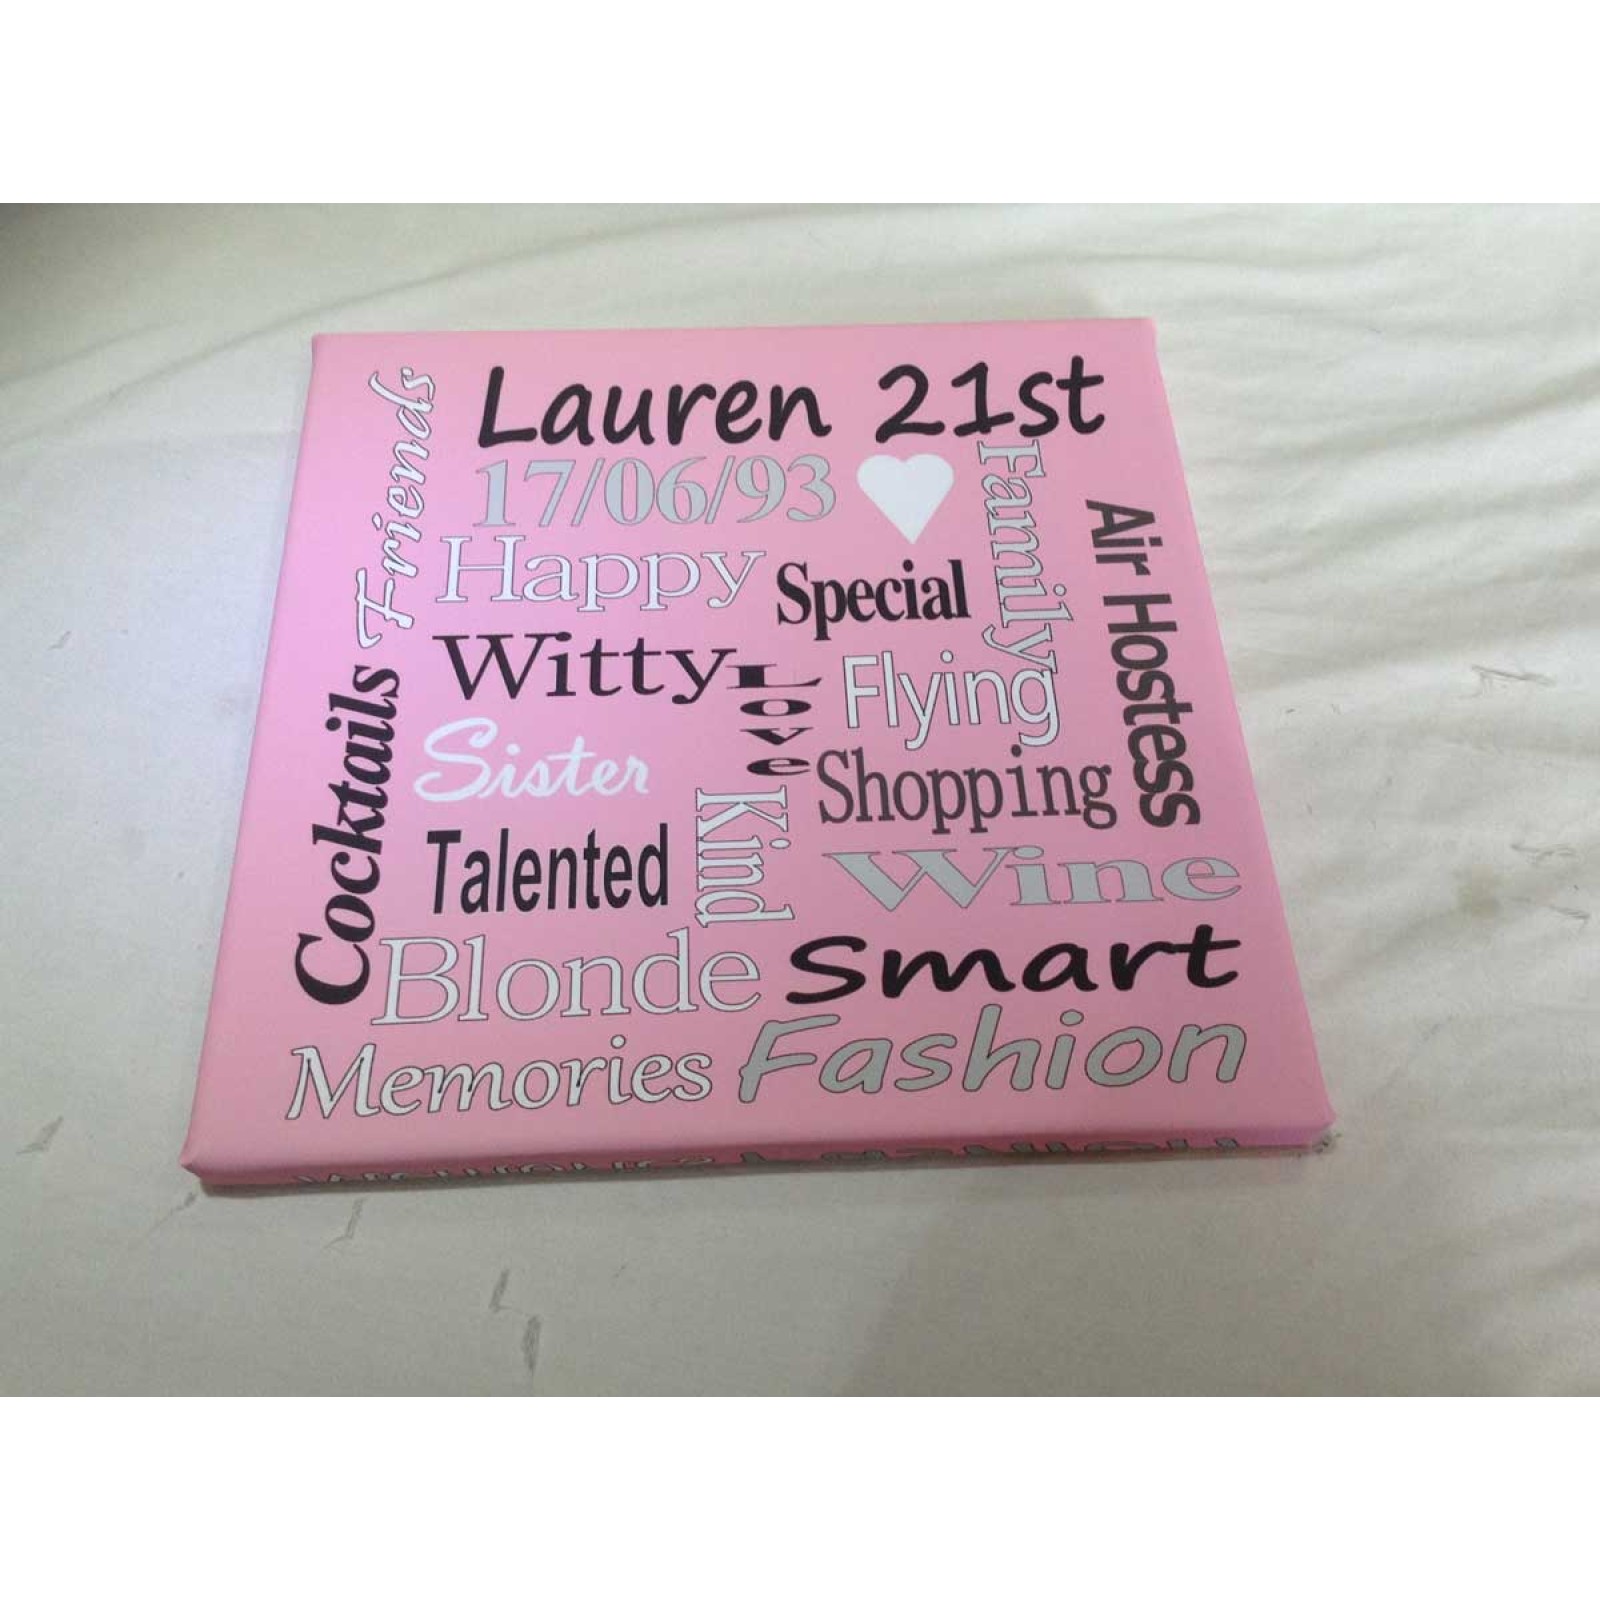 Lauren 21st
17/06/93
Friends
Family
Happy
Special
Air Hostess
Witty
Love
Flying
Cocktails
Sister
Shopping
Kind
Talented
Wine
Blonde
Smart
Memories
Fashion